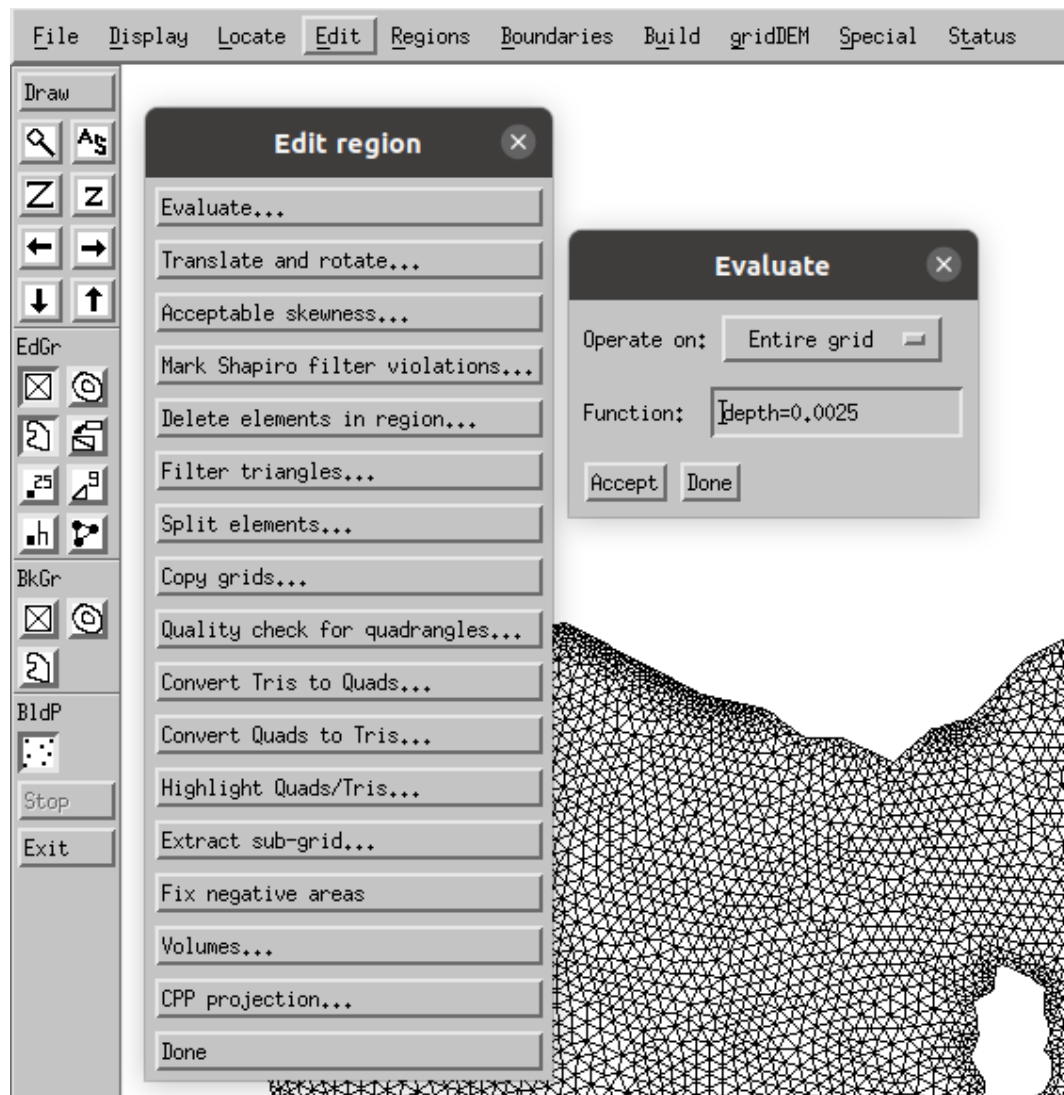 File Display Locate Edit Regions Boundaries Build gridDEM Special Status
Draw
AS
Z z
EdGr
25 9
h
BkGr
BldP
Stop
Exit
Edit region
Evaluate...
Translate and rotate...
Acceptable skewness...
Mark Shapiro filter violations...
Delete elements in region...
Filter triangles...
Split elements...
Copy grids...
Quality check for quadrangles...
Convert Tris to Quads...
Convert Quads to Tris...
Highlight Quads/Tris...
Extract sub-grid...
Fix negative areas
Volumes...
CPP projection...
Done
Evaluate
Operate on: Entire grid
Function: depth=0.0025
Accept Done